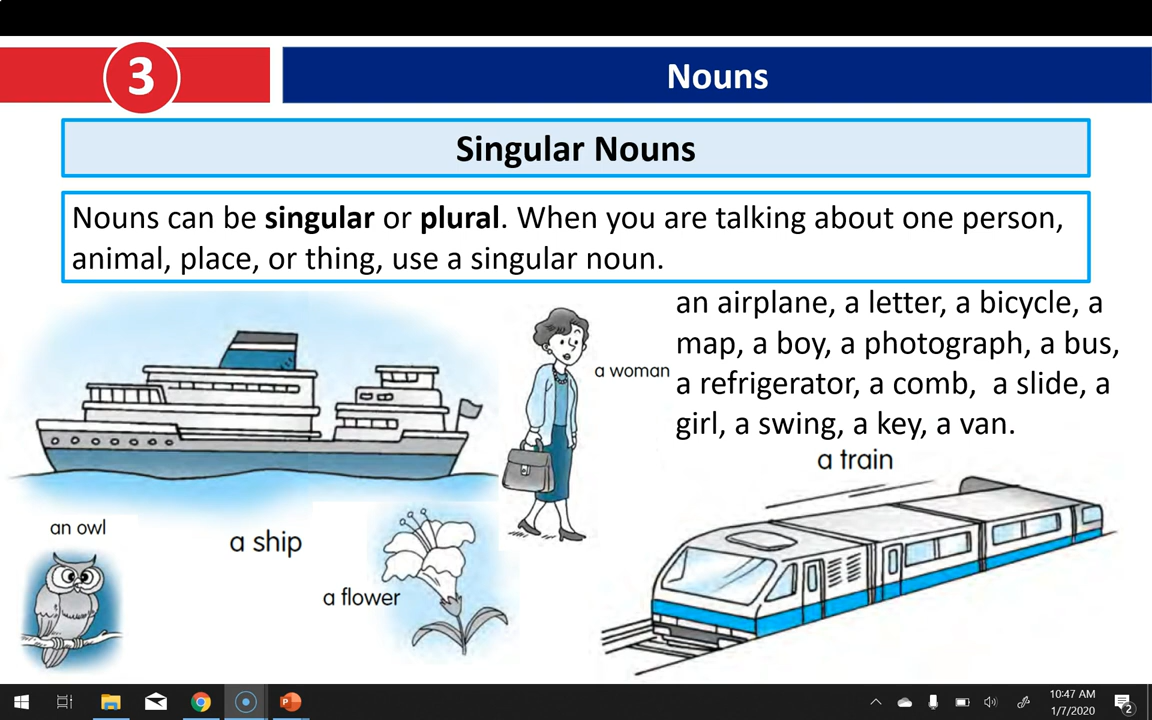 3
Nouns
Singular Nouns
Nouns can be singular or plural. When you are talking about one person,
animal, place, or thing, use a singular noun.
an airplane, a letter, a bicycle, a
map, a boy, a photograph, a bus,
a refrigerator, a comb, a slide, a
girl, a swing, a key, a van.
a woman
a train
an owl
a ship
a flower
10:47 AM
1/7/2020
2